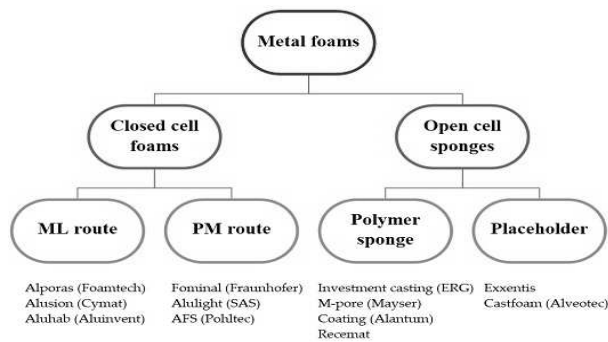 Metal foams
Closed cell
foams
Open cell
sponges
ML route
PM route
Polymer
sponge
Placeholder
Alporas (Foamtech)
Alusion (Cymat)
Aluhab (Aluinvent)
Fominal (Fraunhofer)
Alulight (SAS)
AFS (Pohltec)
Investment casting (ERG)
M-pore (Mayser)
Coating (Alantum)
Recemat
Exxentis
Castfoam (Alveotec)